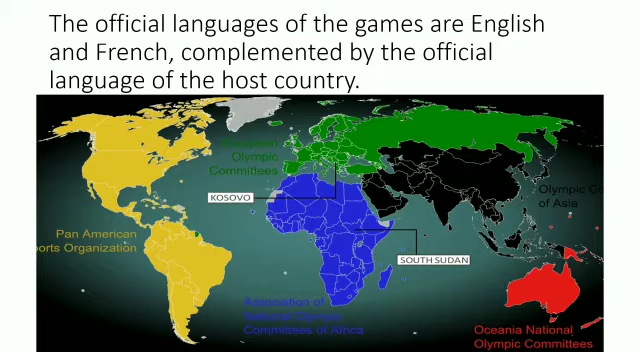 The official languages of the games are English
and French, complemented by the official
language of the host country.
European
Olympic
Committees
KOSOVO
Olympic Co
of Asia
Pan American
orts Organization
SOUTH SUDAN
Association of
National Olympic
Committees of Africa
Oceania National
Olympic Committees